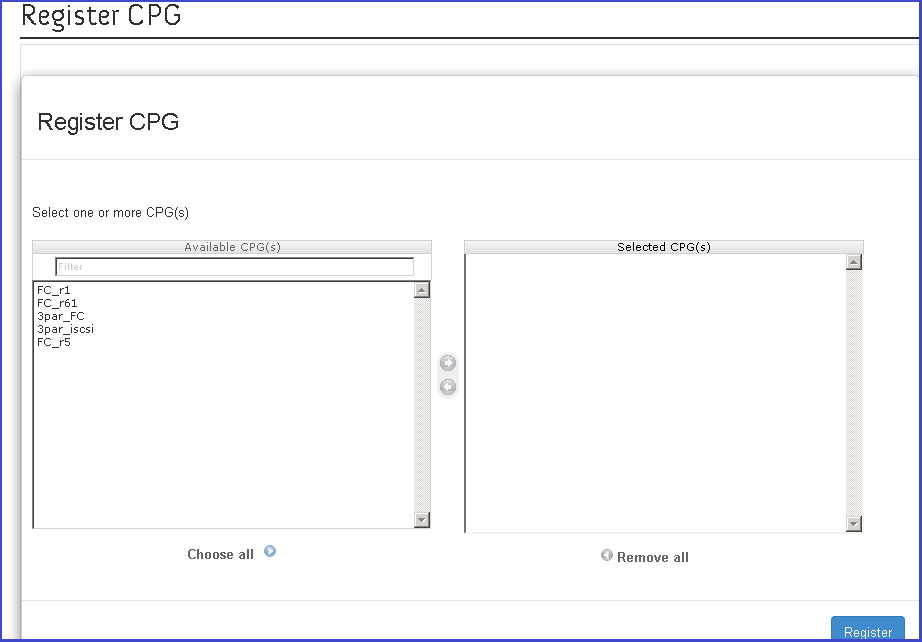 Register CPG
Register CPG
Select one or more CPG(s)
Available CPG(s)
Filter
FC_r1
FC_r61
3par_FC
3par_iscsi
FC_r5
Choose all
Selected CPG(s)
Remove all
Register